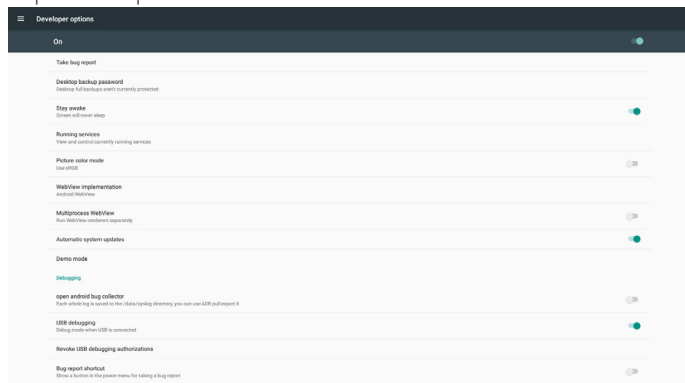 Developer options
On
Take bug report
Desktop backup password
Desktop full backups aren't currently protected
Stay awake
Screen will never sleep
Running services
View and control currently running services
Picture color mode
Use sRGB
WebView implementation
Android WebView
Multiprocess WebView
Run WebView renderers separately
Automatic system updates
Demo mode
Debugging
open android bug collector
Each whole log is saved to the /data/syslog directory, you can use ADB pull export it
USB debugging
Debug mode when USB is connected
Revoke USB debugging authorizations
Bug report shortcut
Show a button in the power menu for taking a bug report